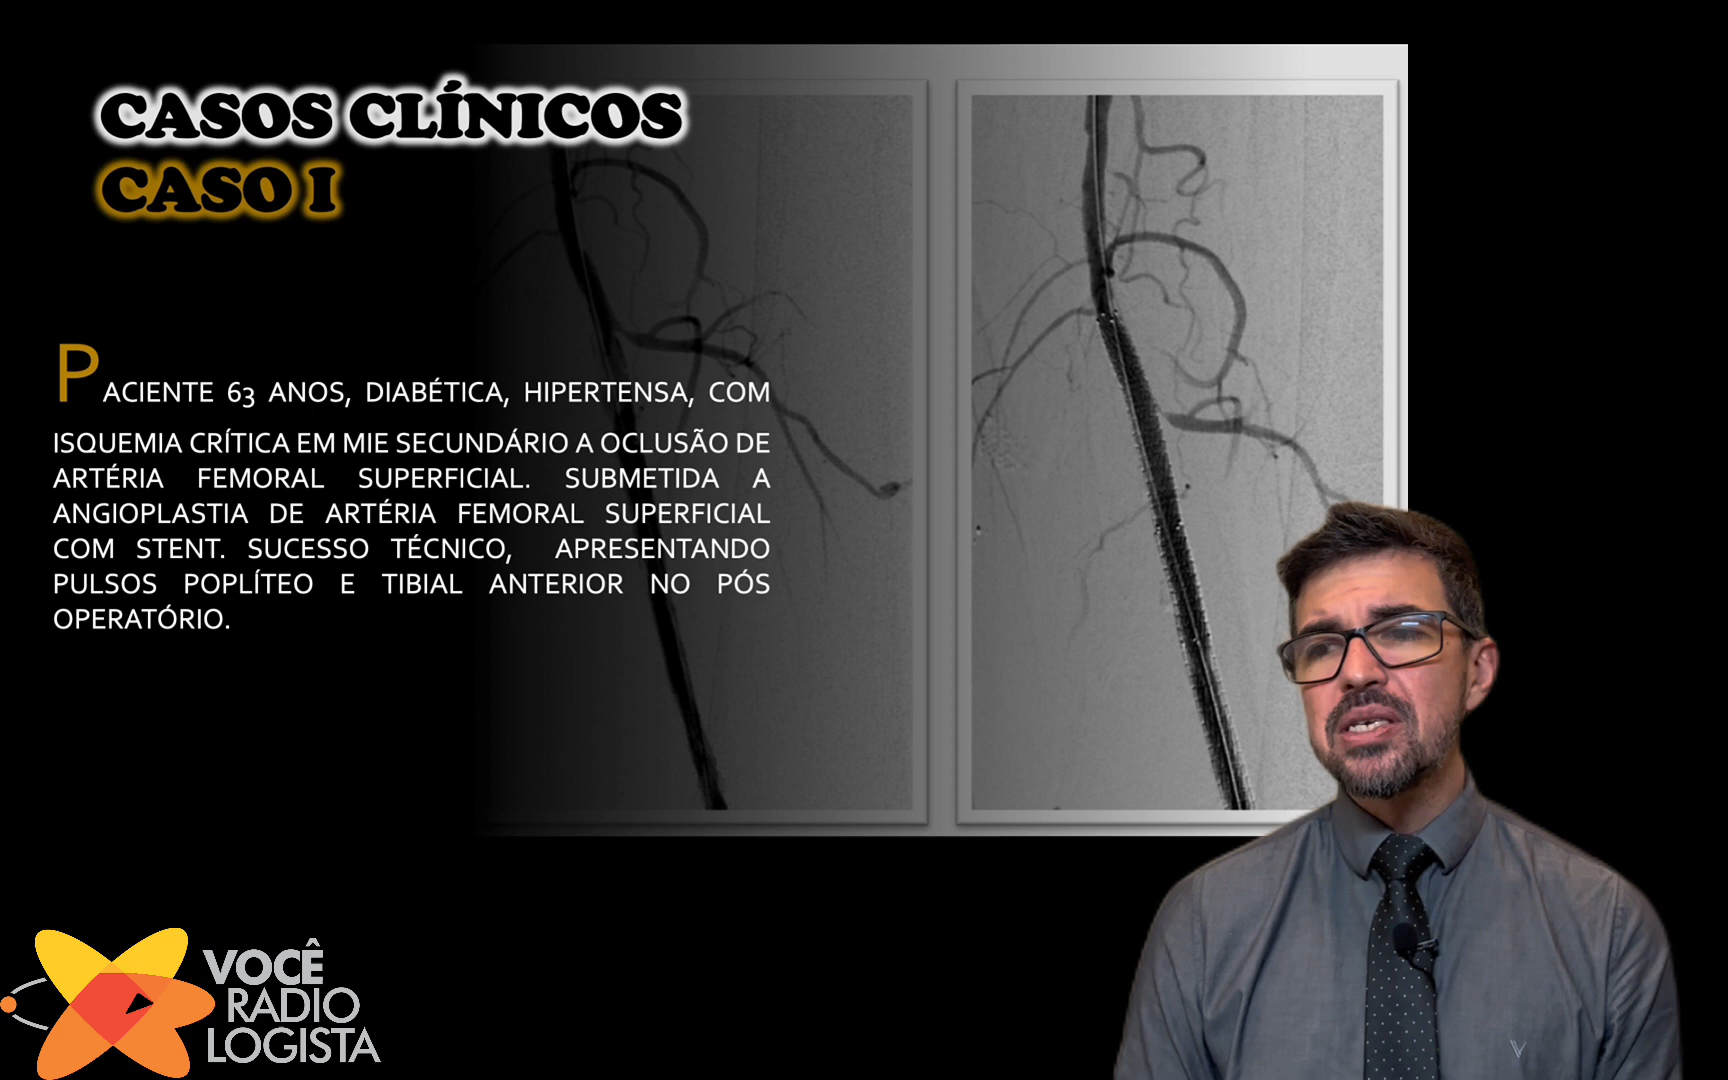 CASOS CLÍNICOS
CASO I
PACIENTE 63 ANOS, DIABÉTICA, HIPERTENSA, COM
ISQUEMIA CRÍTICA EM MIE SECUNDÁRIO A OCLUSÃO DE
ARTÉRIA FEMORAL SUPERFICIAL. SUBMETIDA A
ANGIOPLASTIA DE ARTÉRIA FEMORAL SUPERFICIAL
COM STENT. SUCESSO TÉCNICO, APRESENTANDO
PULSOS POPLÍTEO E TIBIAL ANTERIOR NO PÓS
OPERATÓRIO.
VOCÊ
RADIO
LOGISTA